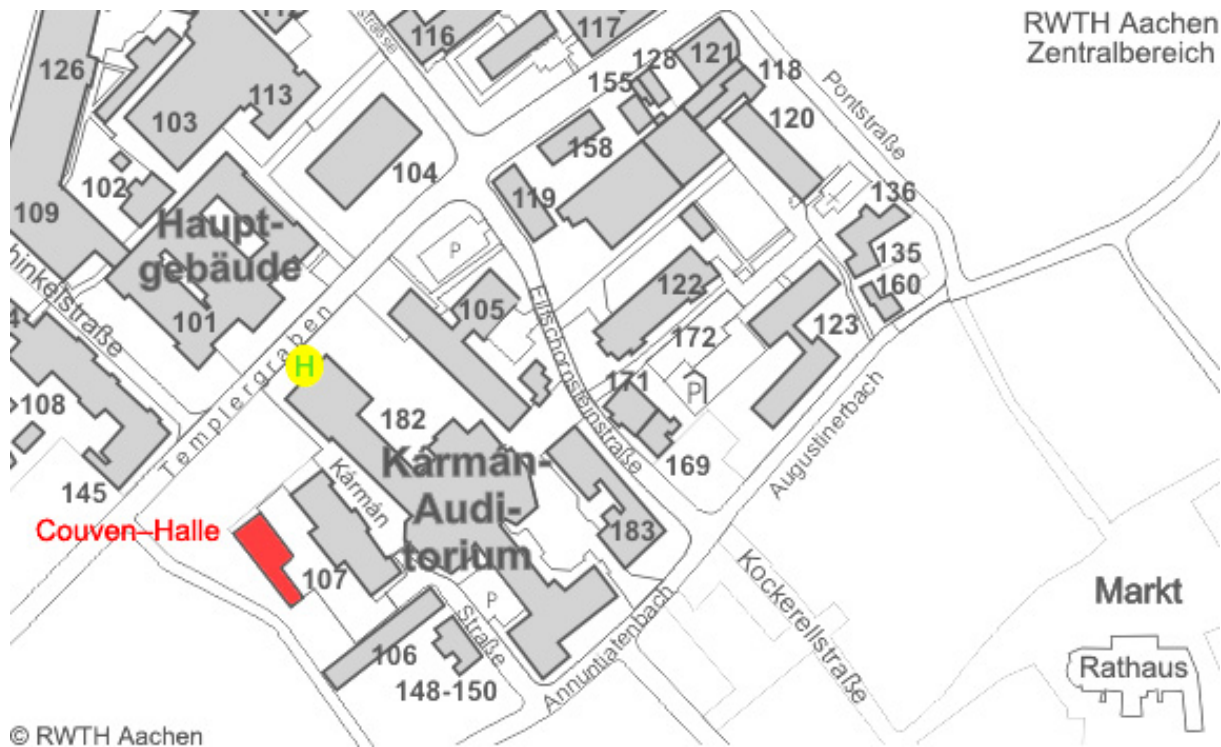 RWTH Aachen
Zentralbereich
116
117
126
113
103
104
102
109
Haupt-
gebäude
101
121
128
118
155
120
158
119
Pontstraße
136
135
160
P
105
122
172
123
Eilfschornsteinstraße
171
P
169
Augustinerbach
H
Templergraben
108
145
182
Kármán-
Audi-
torium
183
Kármán
Straße
Couven–Halle
107
106
148-150
P
Annuntiatenbach
Kockerellstraße
Markt
Rathaus
© RWTH Aachen